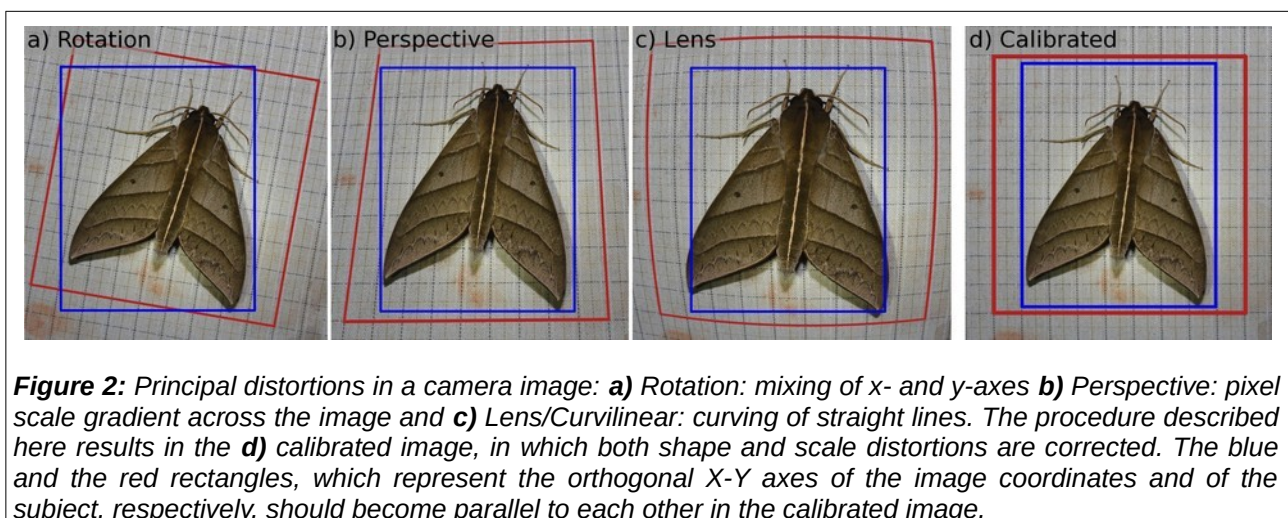 a) Rotation
b) Perspective
c) Lens
d) Calibrated
Figure 2: Principal distortions in a camera image: a) Rotation: mixing of x- and y-axes b) Perspective: pixel
scale gradient across the image and c) Lens/Curvilinear: curving of straight lines. The procedure described
here results in the d) calibrated image, in which both shape and scale distortions are corrected. The blue
and the red rectangles, which represent the orthogonal X-Y axes of the image coordinates and of the
subject, respectively, should become parallel to each other in the calibrated image.